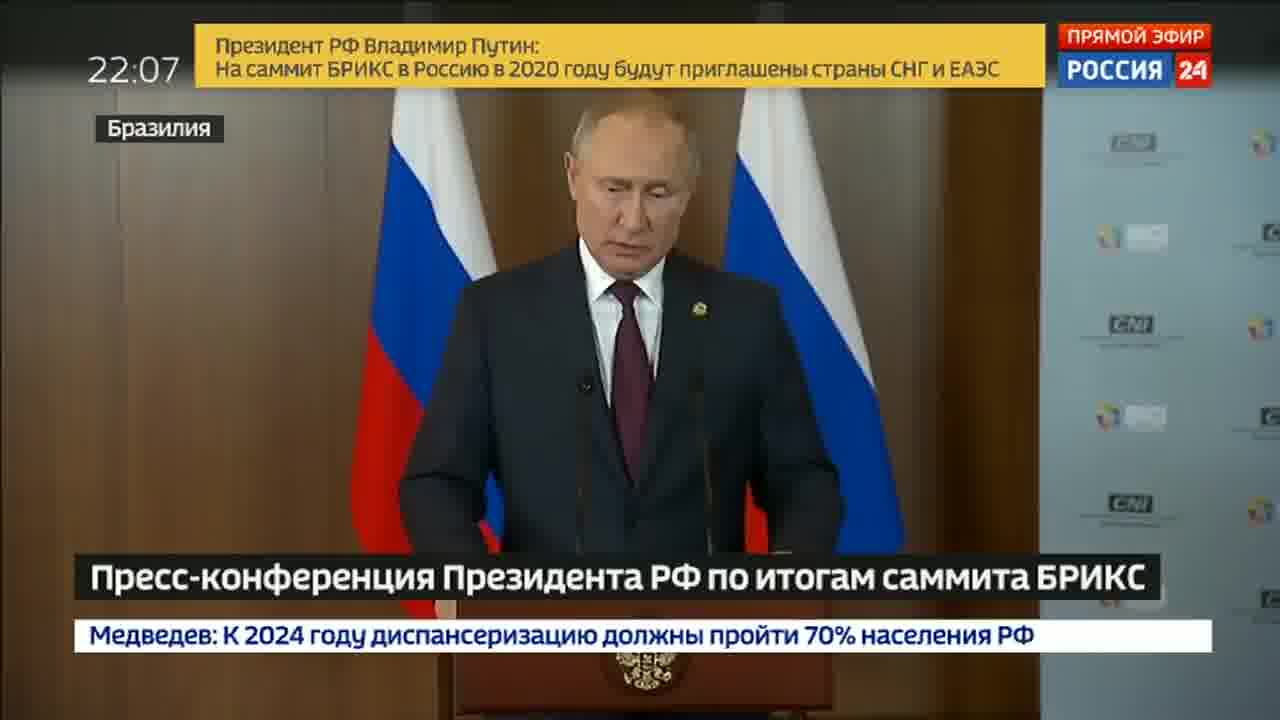 22:07
Президент РФ Владимир Путин:
На саммит БРИКС в Россию в 2020 году будут приглашены страны СНГ и ЕАЭС
ПРЯМОЙ ЭФИР
РОССИЯ 24
Бразилия
CNI
CNI
CNI
Пресс-конференция Президента РФ по итогам саммита БРИКС
Медведев: К 2024 году диспансеризацию должны пройти 70% населения РФ